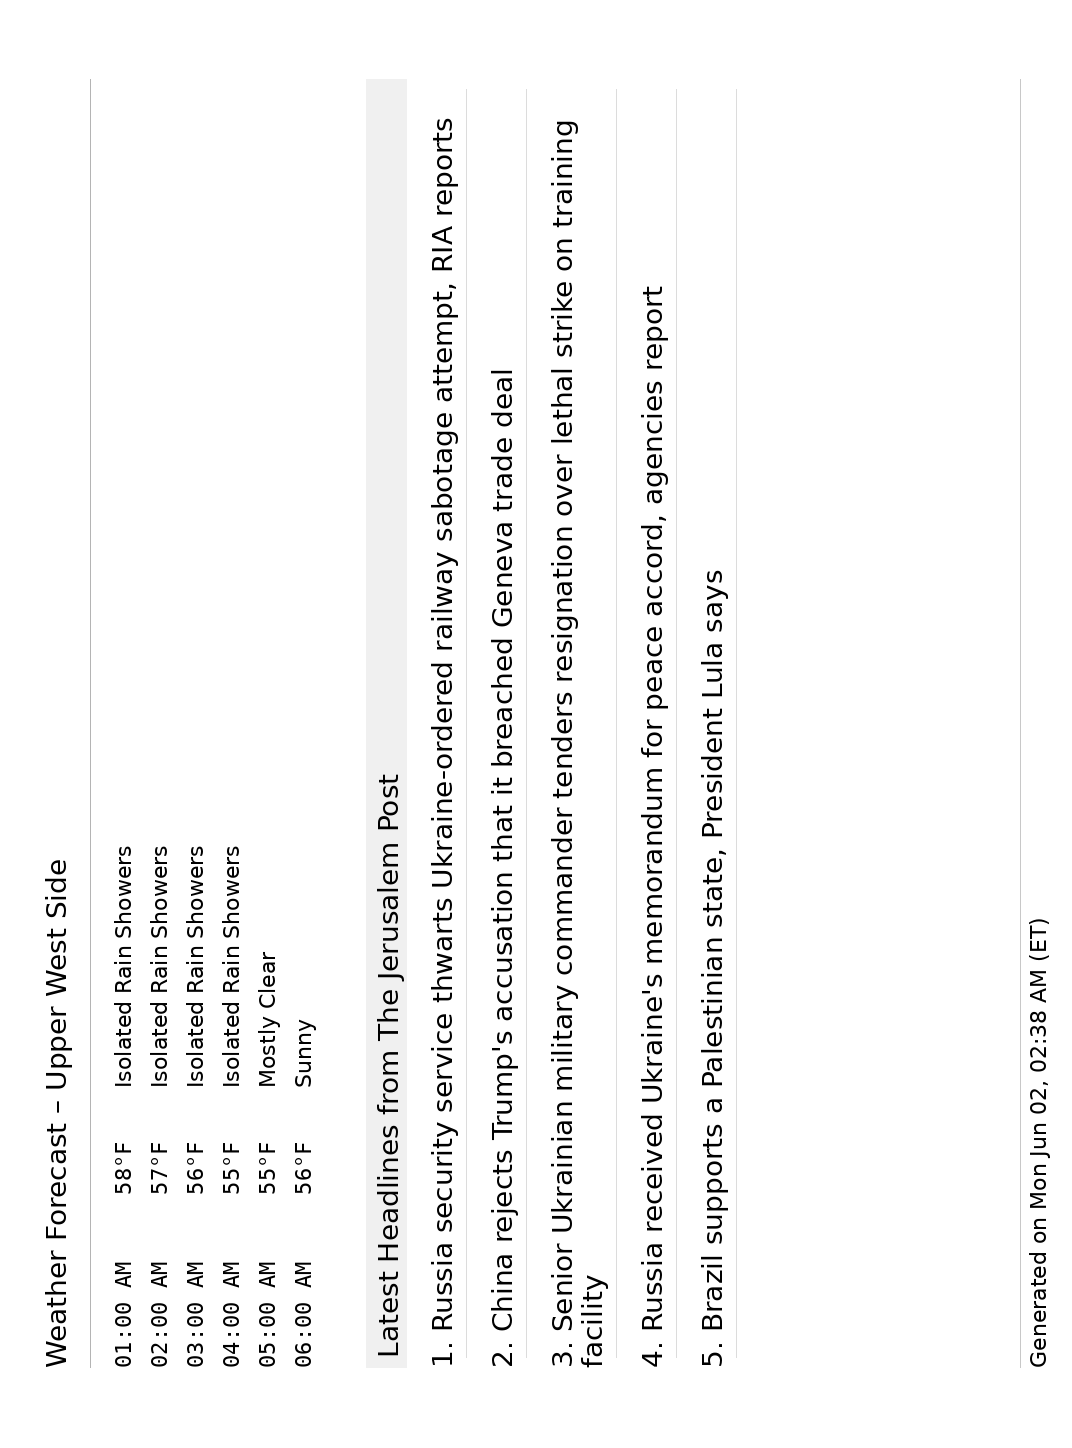 Weather Forecast – Upper West Side
01:00 AM 58°F Isolated Rain Showers
02:00 AM 57°F Isolated Rain Showers
03:00 AM 56°F Isolated Rain Showers
04:00 AM 55°F Isolated Rain Showers
05:00 AM 55°F Mostly Clear
06:00 AM 56°F Sunny
Latest Headlines from The Jerusalem Post
1. Russia security service thwarts Ukraine-ordered railway sabotage attempt, RIA reports
2. China rejects Trump's accusation that it breached Geneva trade deal
3. Senior Ukrainian military commander tenders resignation over lethal strike on training
facility
4. Russia received Ukraine's memorandum for peace accord, agencies report
5. Brazil supports a Palestinian state, President Lula says
Generated on Mon Jun 02, 02:38 AM (ET)